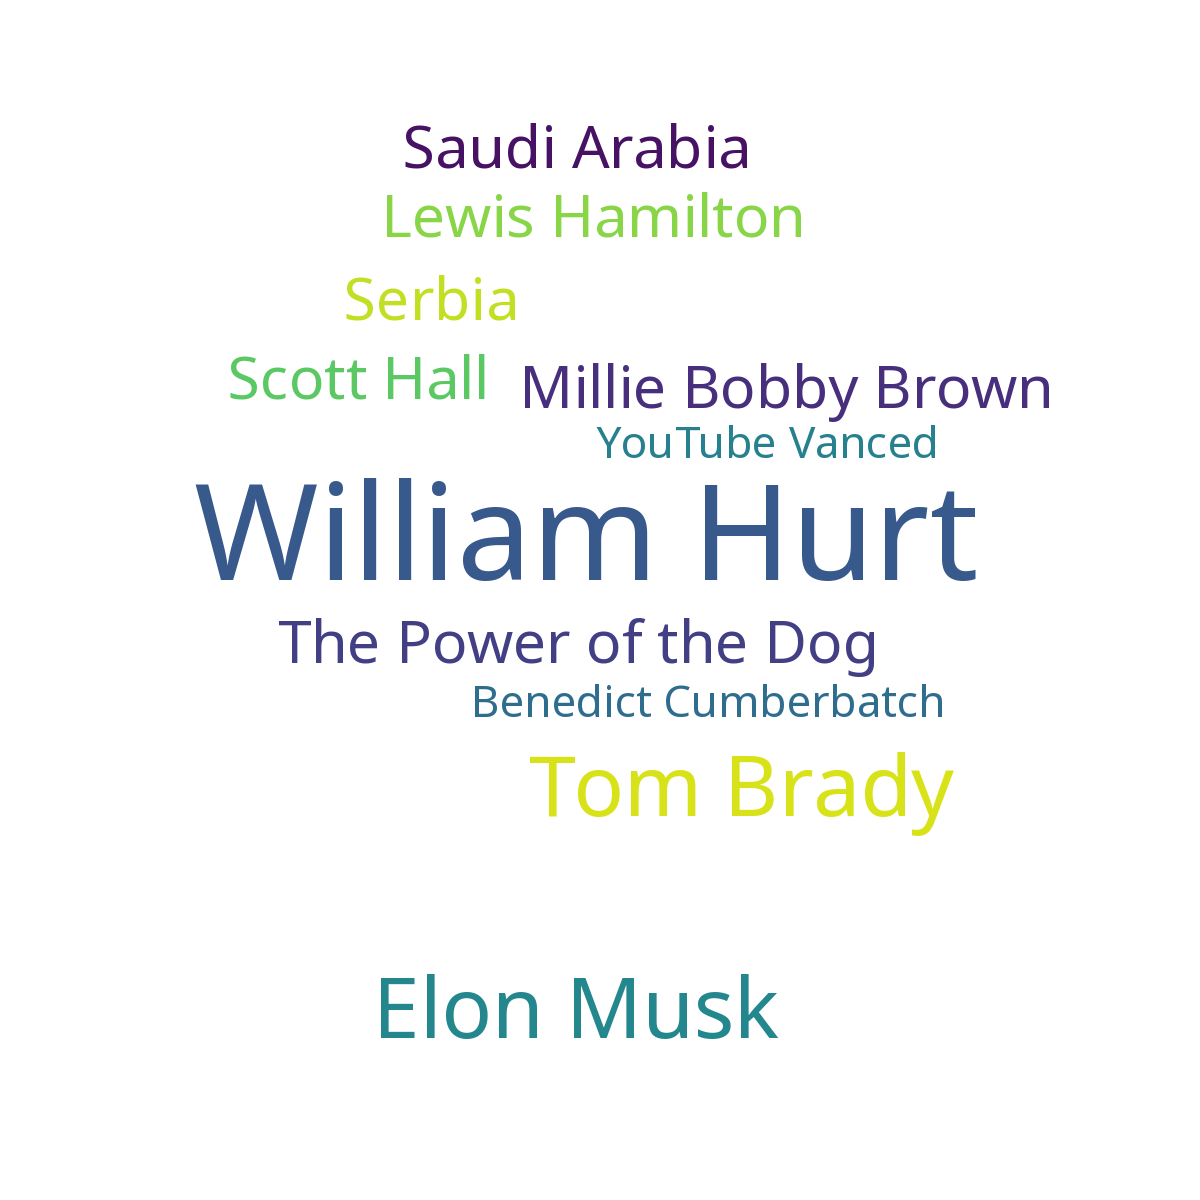 Saudi Arabia
Lewis Hamilton
Serbia
Scott Hall
Millie Bobby Brown
YouTube Vanced
William Hurt
The Power of the Dog
Benedict Cumberbatch
Tom Brady
Elon Musk